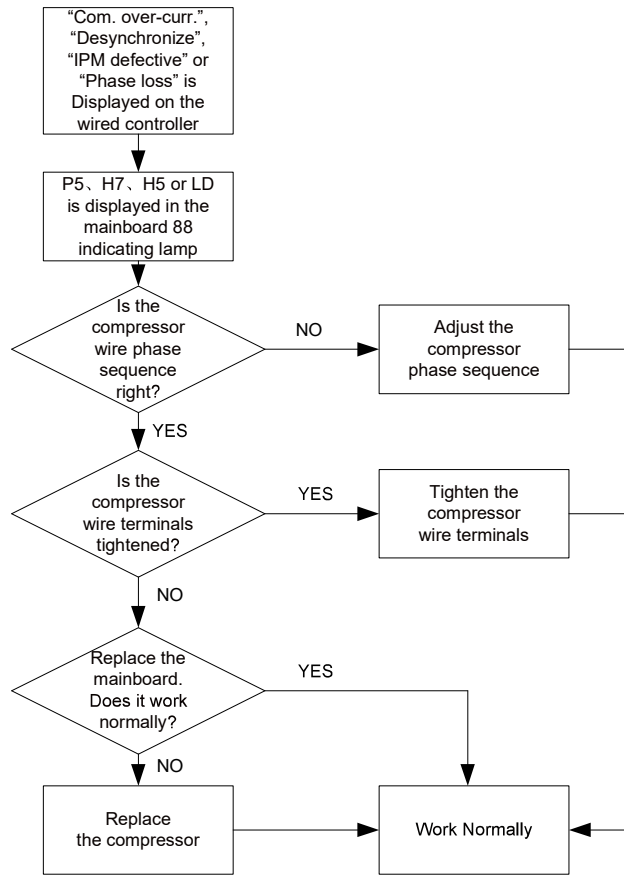 “Com. over-curr.”,
“Desynchronize”,
“IPM defective” or
“Phase loss” is
Displayed on the
wired controller
P5、H7、H5 or LD
is displayed in the
mainboard 88
indicating lamp
Is the
compressor
wire phase
sequence
right?
NO
Adjust the
compressor
phase sequence
YES
Is the
compressor
wire terminals
tightened?
YES
Tighten the
compressor
wire terminals
NO
Replace the
mainboard.
Does it work
normally?
YES
NO
Replace
the compressor
Work Normally